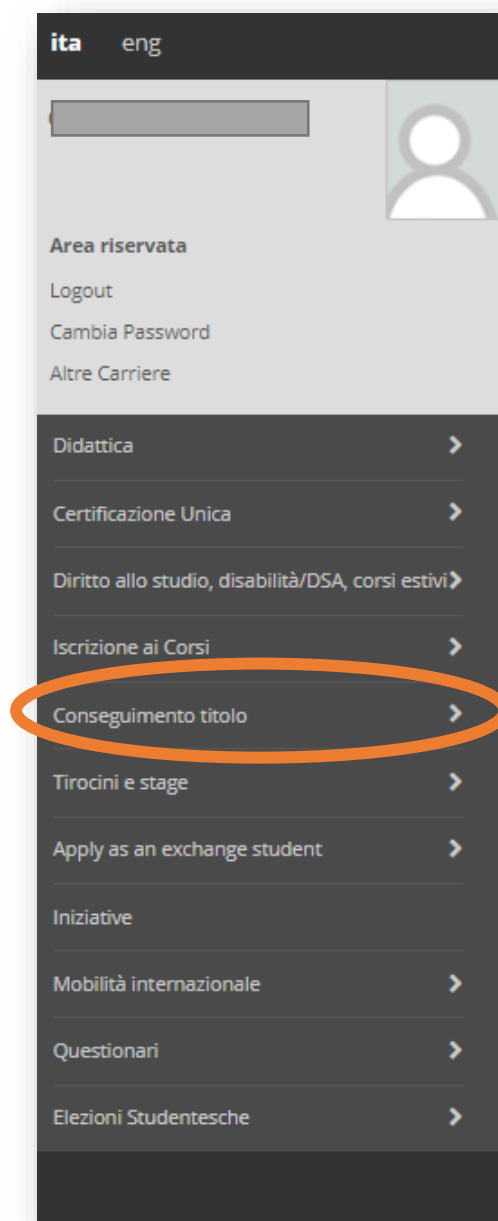 ita eng
Area riservata
Logout
Cambia Password
Altre Carriere
Didattica
Certificazione Unica
Diritto allo studio, disabilità/DSA, corsi estivi
Iscrizione ai Corsi
Conseguimento titolo
Tirocini e stage
Apply as an exchange student
Iniziative
Mobilità internazionale
Questionari
Elezioni Studentesche